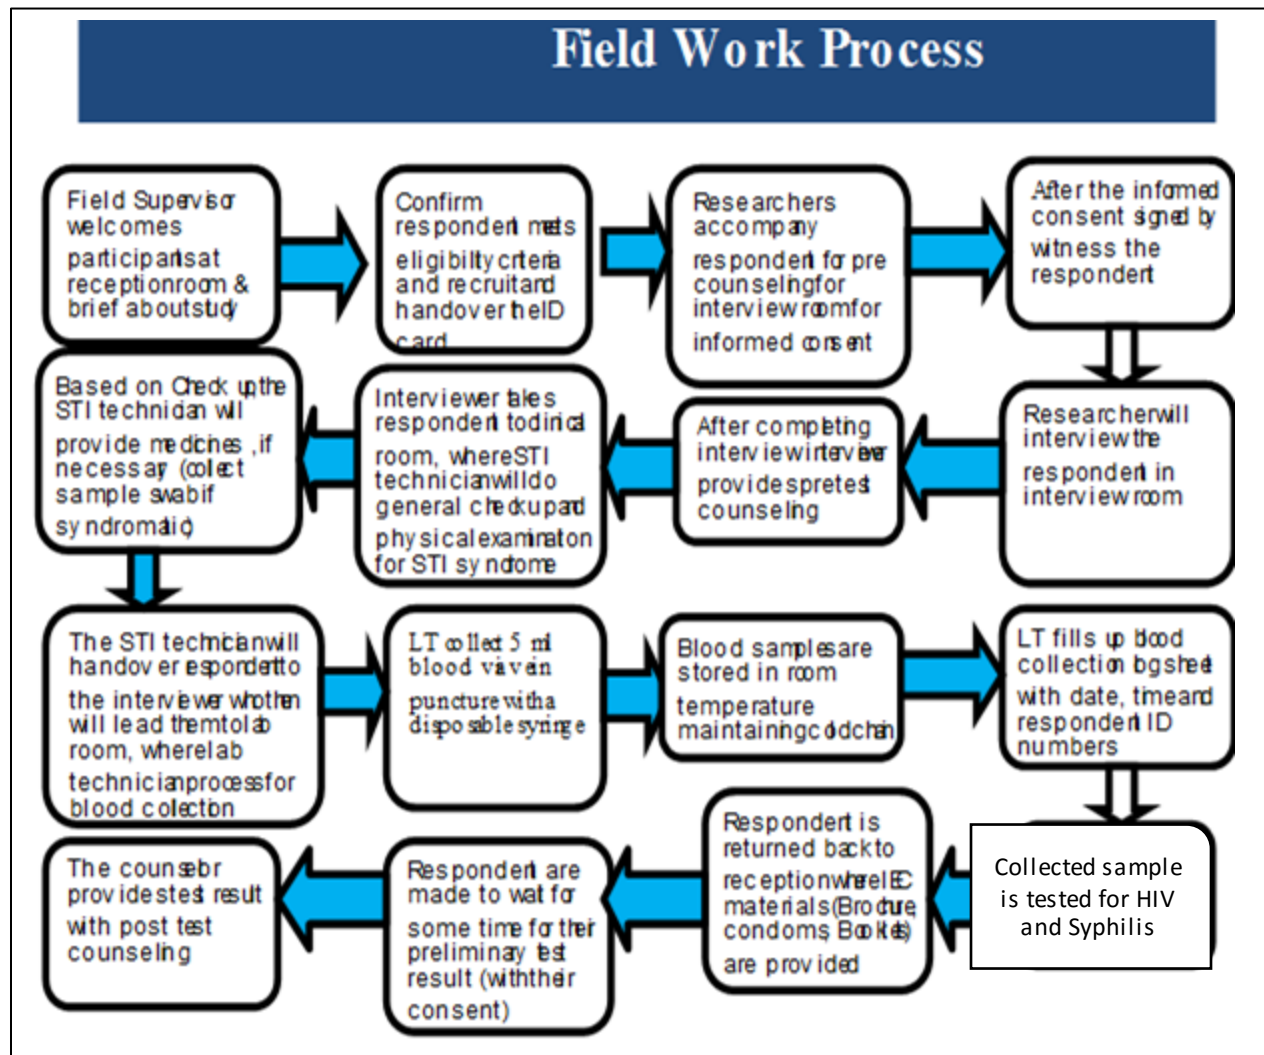 Field Work Process
Field Supervisor
welcomes
participants at
reception room &
brief about study
Confirm
respondent meets
eligibility criteria
and recruit and
handover the ID
card
Researchers
accompany
respondent for pre
counseling for
interview room for
informed consent
After the informed
consent signed by
witness the
respondent
Researcher will
interview the
respondent in
interview room
After completing
interview interviewer
provides pretest
counseling
Interviewer takes
respondent to clinical
room, where STI
technician will do
general checkup and
physical examination
for STI syndrome
Based on Check up, the
STI technician will
provide medicines , if
necessary (collect
sample swab if
syndromatic)
The STI technician will
handover respondent to
the interviewer who then
will lead them to lab
room, where lab
technician process for
blood collection
LT collect 5 ml
blood via vein
puncture with a
disposable syringe
Blood samples are
stored in room
temperature
maintaining cold chain
LT fills up blood
collection log sheet
with date, time and
respondent ID
numbers
Collected sample
is tested for HIV
and Syphilis
Respondent is
returned back to
reception where IEC
materials (Brochure,
condoms, Booklets)
are provided
Respondent are
made to wait for
some time for their
preliminary test
result (with their
consent)
The counselor
provides test result
with post test
counseling